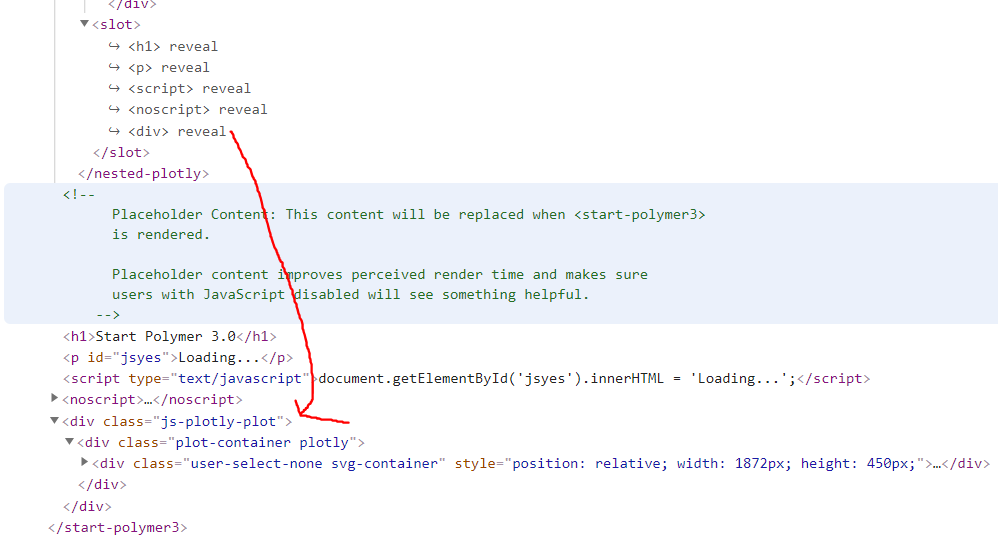 </div>
▼<slot>
↪ <h1> reveal
↪ <p> reveal
↪ <script> reveal
↪ <noscript> reveal
↪ <div> reveal
</slot>
</nested-plotly>
<!--
Placeholder Content: This content will be replaced when <start-polymer3>
is rendered.
Placeholder content improves perceived render time and makes sure
users with JavaScript disabled will see something helpful.
-->
<h1>Start Polymer 3.0</h1>
<p id="jsyes">Loading...</p>
<script type="text/javascript">document.getElementById('jsyes').innerHTML = 'Loading...';</script>
▶<noscript>…</noscript>
▼<div class="js-plotly-plot">
▼<div class="plot-container plotly">
▶<div class="user-select-none svg-container" style="position: relative; width: 1872px; height: 450px;">…</div>
</div>
</div>
</start-polymer3>